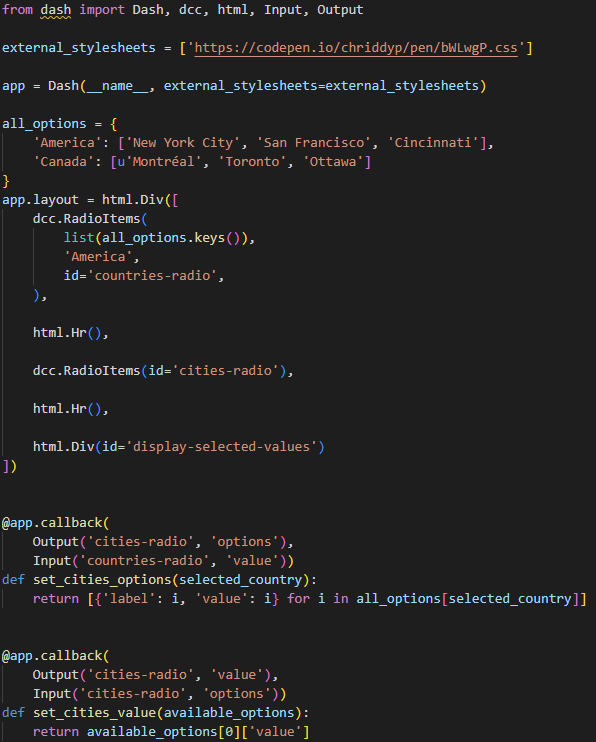 from dash import Dash, dcc, html, Input, Output
external_stylesheets = ['https://codepen.io/chriddyp/pen/bWLwgP.css']
app = Dash(__name__, external_stylesheets=external_stylesheets)
all_options = {
    'America': ['New York City', 'San Francisco', 'Cincinnati'],
    'Canada': [u'Montréal', 'Toronto', 'Ottawa']
}
app.layout = html.Div([
    dcc.RadioItems(
        list(all_options.keys()),
        'America',
        id='countries-radio',
    ),
    html.Hr(),
    dcc.RadioItems(id='cities-radio'),
    html.Hr(),
    html.Div(id='display-selected-values')
])
@app.callback(
    Output('cities-radio', 'options'),
    Input('countries-radio', 'value'))
def set_cities_options(selected_country):
    return [{'label': i, 'value': i} for i in all_options[selected_country]]
@app.callback(
    Output('cities-radio', 'value'),
    Input('cities-radio', 'options'))
def set_cities_value(available_options):
    return available_options[0]['value']